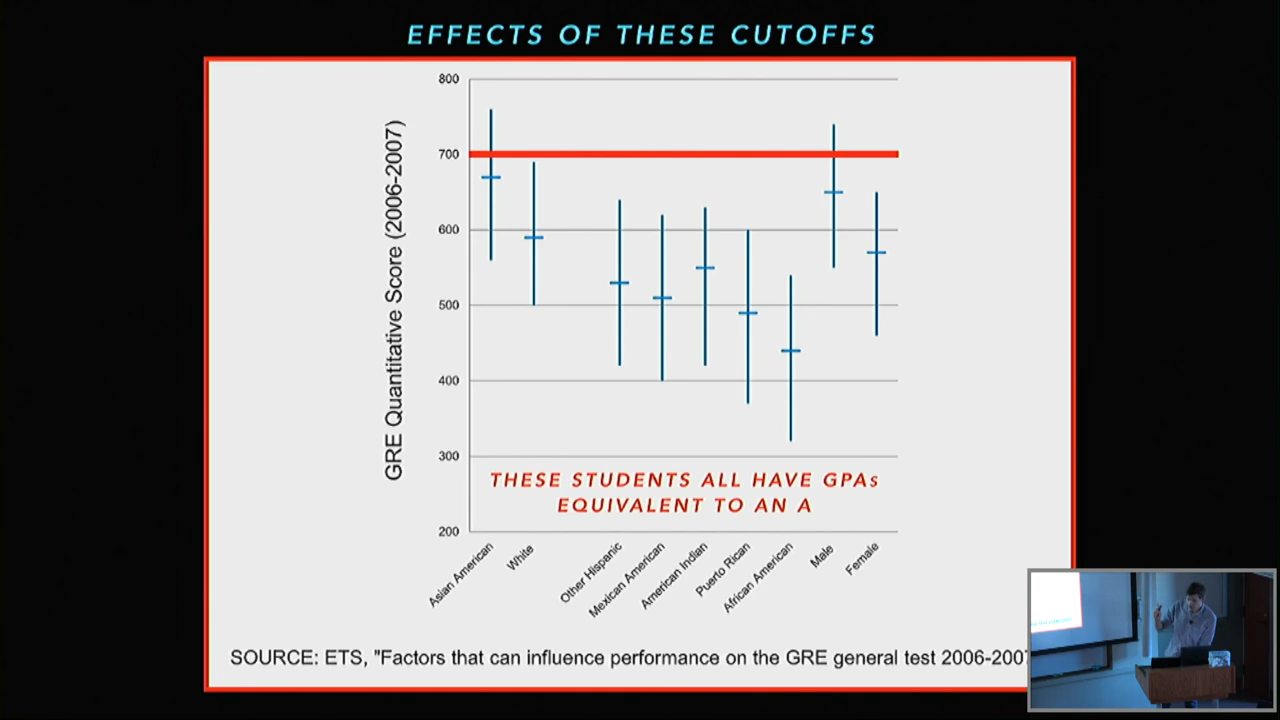 EFFECTS OF THESE CUTOFFS
GRE Quantitative Score (2006-2007)
800
700
600
500
400
300
200
THESE STUDENTS ALL HAVE GPAs
EQUIVALENT TO AN A
Asian American
White
Other Hispanic
Mexican American
American Indian
Puerto Rican
African American
Male
Female
SOURCE: ETS, "Factors that can influence performance on the GRE general test 2006-2007